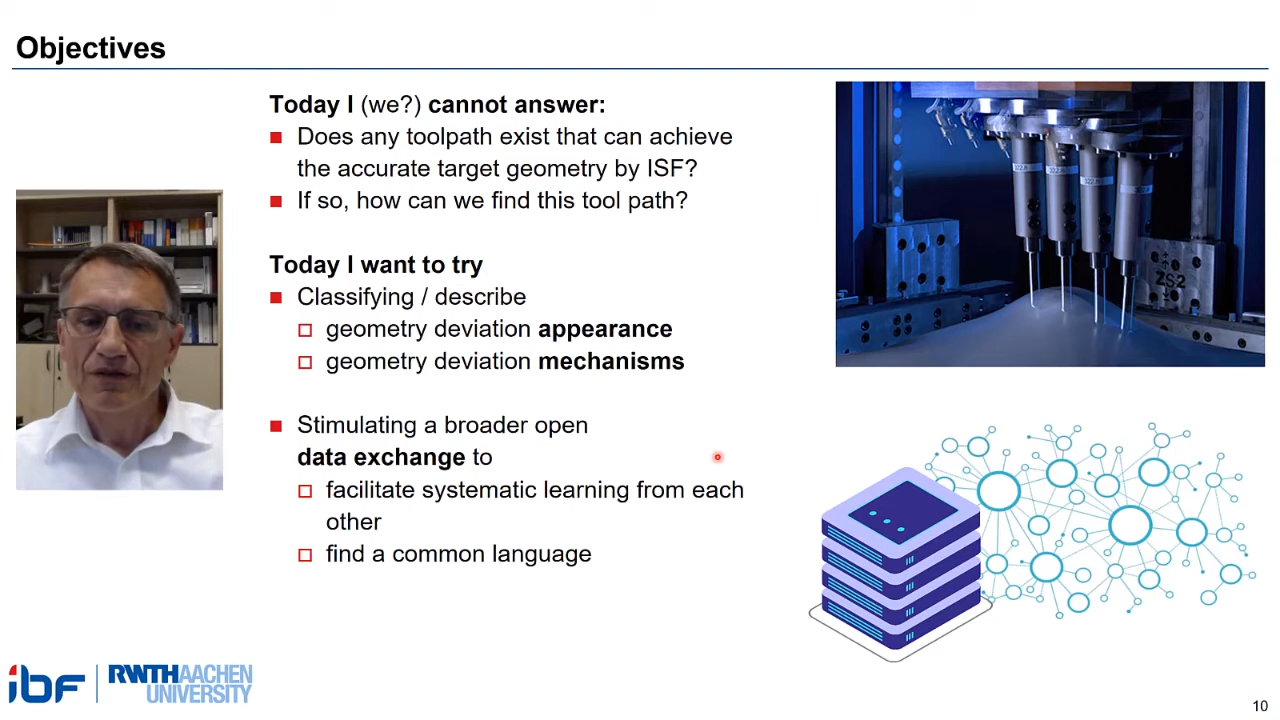 Objectives
Today I (we?) cannot answer:
Does any toolpath exist that can achieve
the accurate target geometry by ISF?
If so, how can we find this tool path?
Today I want to try
Classifying / describe
geometry deviation appearance
geometry deviation mechanisms
Stimulating a broader open
data exchange to
facilitate systematic learning from each
other
find a common language
ZS2
ibf
RWTHAACHEN
UNIVERSITY
10